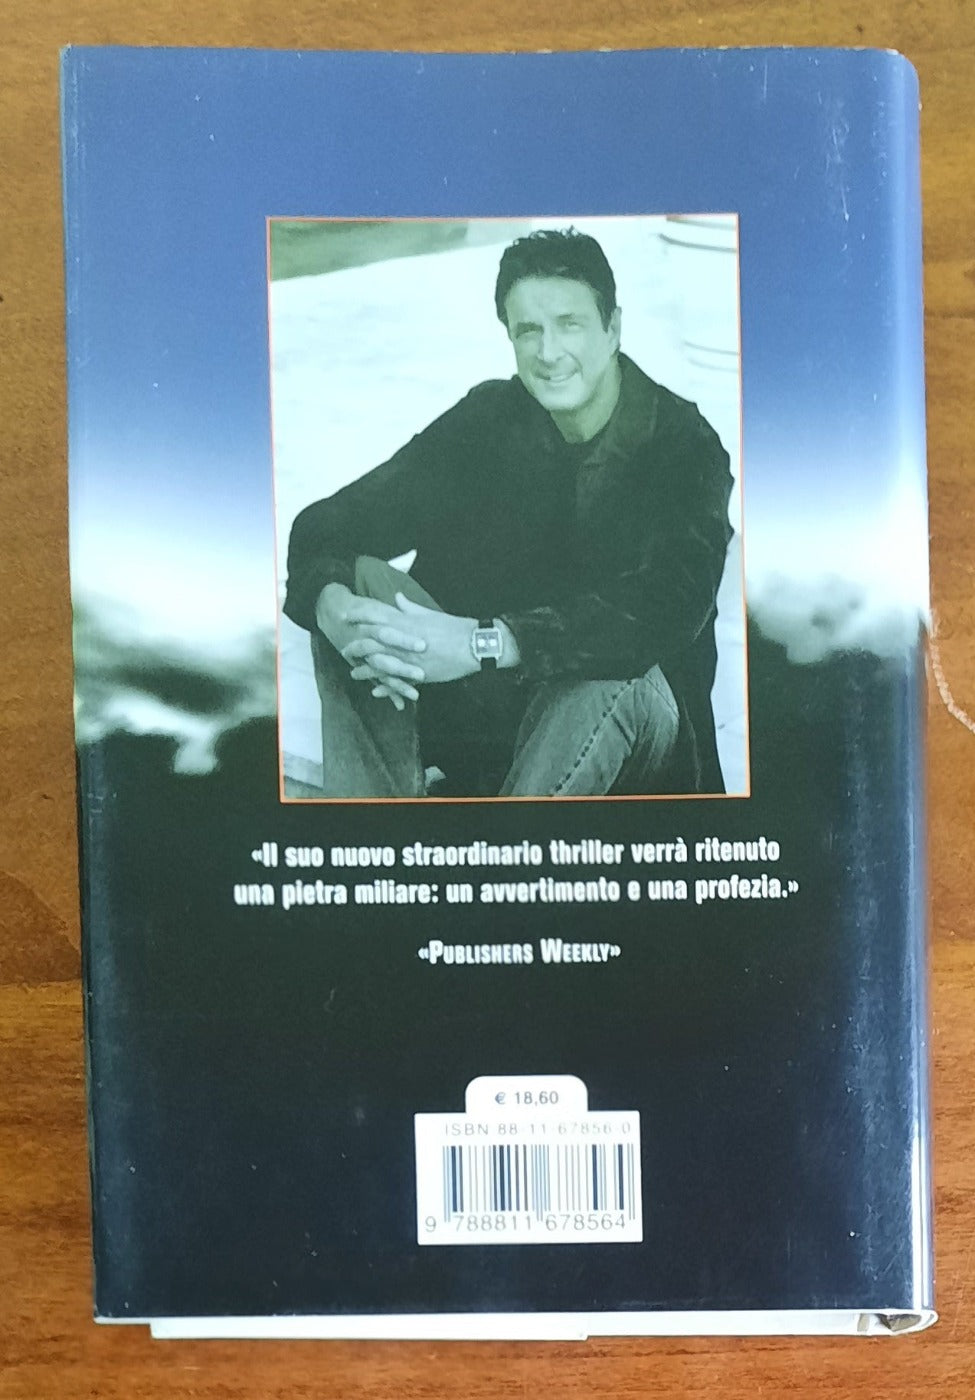 «Il suo nuovo straordinario thriller verrà ritenuto
una pietra miliare: un avvertimento e una profezia.»
«PUBLISHERS WEEKLY»
€ 18,60
ISBN 88-11-67856-0
9 788811 678564